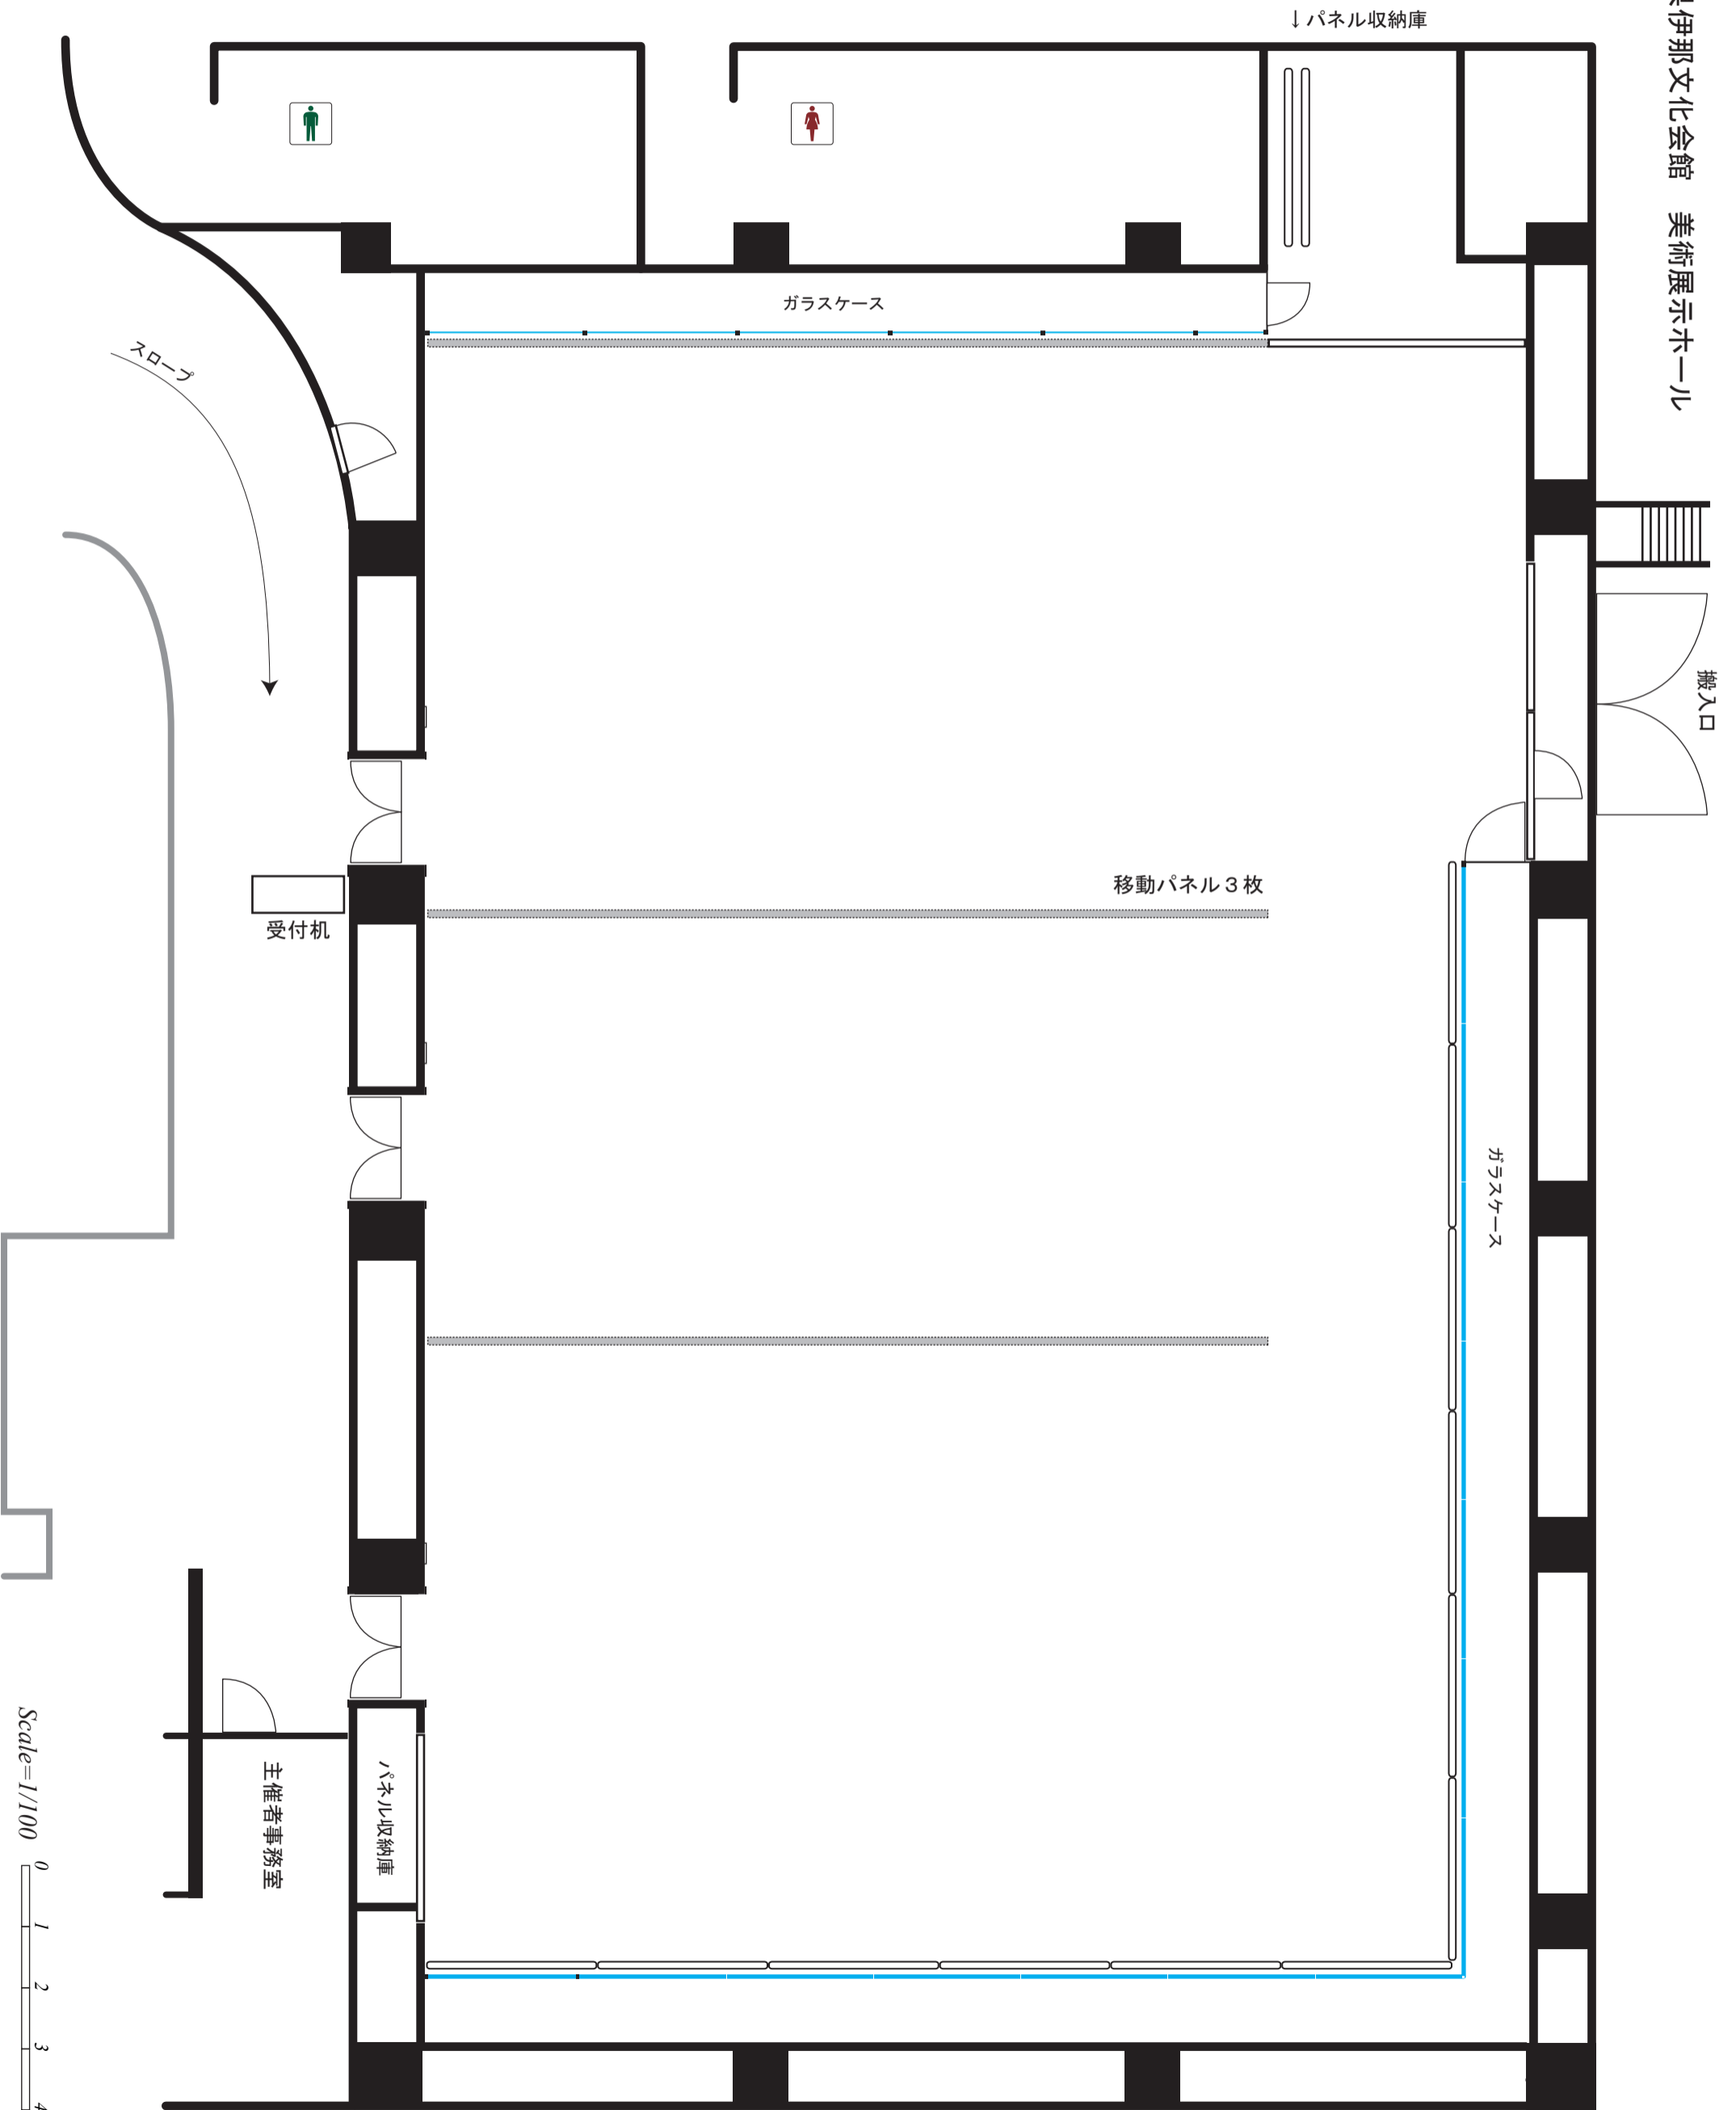 伊那文化会館　美術展示ホール
↓パネル収納庫
ガラスケース
スロープ
搬入口
移動パネル３枚
受付机
ガラスケース
主催者事務室
パネル収納庫
Scale=1/100
0 1 2 3 4